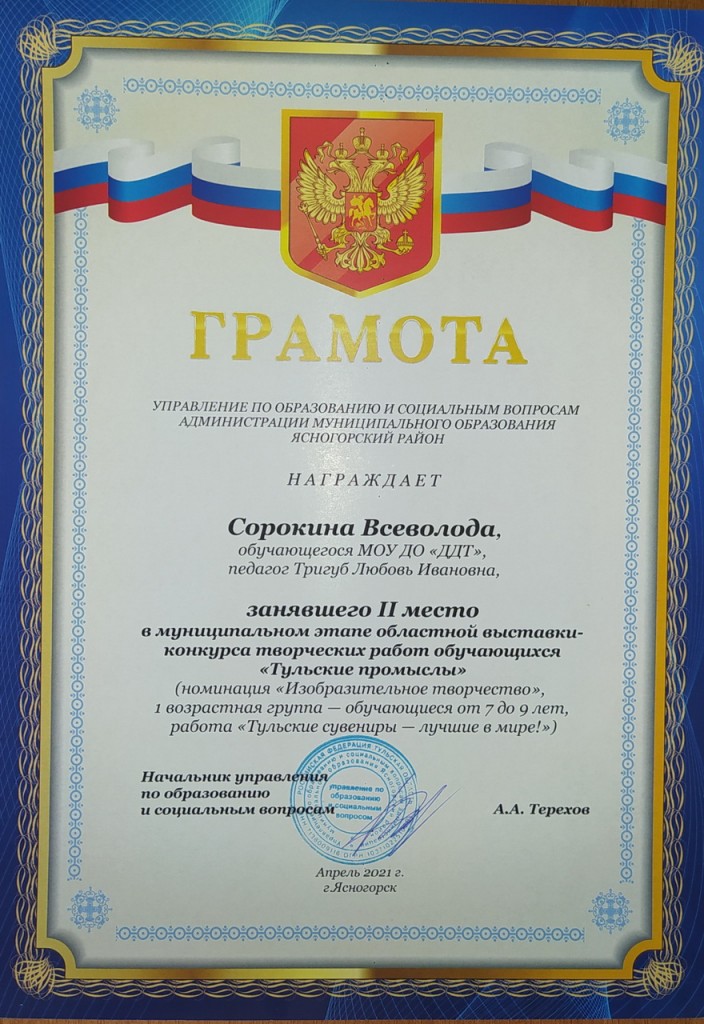 ГРАМОТА
УПРАВЛЕНИЕ ПО ОБРАЗОВАНИЮ И СОЦИАЛЬНЫМ ВОПРОСАМ
АДМИНИСТРАЦИИ МУНИЦИПАЛЬНОГО ОБРАЗОВАНИЯ
ЯСНОГОРСКИЙ РАЙОН
НАГРАЖДАЕТ
Сорокина Всеволода,
обучающегося МОУ ДО «ДДТ»,
педагог Тригуб Любовь Ивановна,
занявшего II место
в муниципальном этапе областной выставки-
конкурса творческих работ обучающихся
«Тульские промыслы»
(номинация «Изобразительное творчество»,
1 возрастная группа — обучающиеся от 7 до 9 лет,
работа «Тульские сувениры — лучшие в мире!»)
Начальник управления
по образованию
и социальным вопросам
А.А. Терехов
РОССИЙСКАЯ ФЕДЕРАЦИЯ ТУЛЬСКАЯ
управление по
образованию
и социальным
вопросам
Апрель 2021 г.
г.Ясногорск